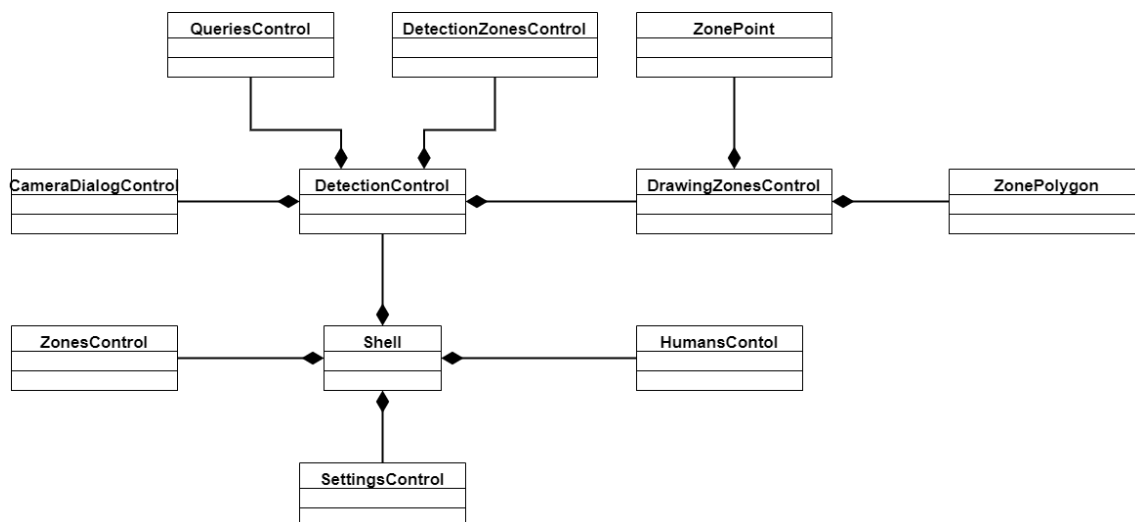 QueriesControl
DetectionZonesControl
ZonePoint
CameraDialogControl
DetectionControl
DrawingZonesControl
ZonePolygon
ZonesControl
Shell
HumansContol
SettingsControl